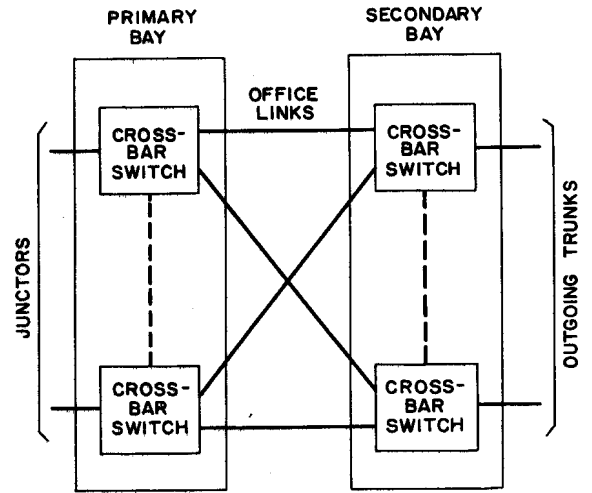 PRIMARY
BAY
SECONDARY
BAY
OFFICE
LINKS
CROSS-
BAR
SWITCH
CROSS-
BAR
SWITCH
JUNCTORS
OUTGOING TRUNKS
CROSS-
BAR
SWITCH
CROSS-
BAR
SWITCH